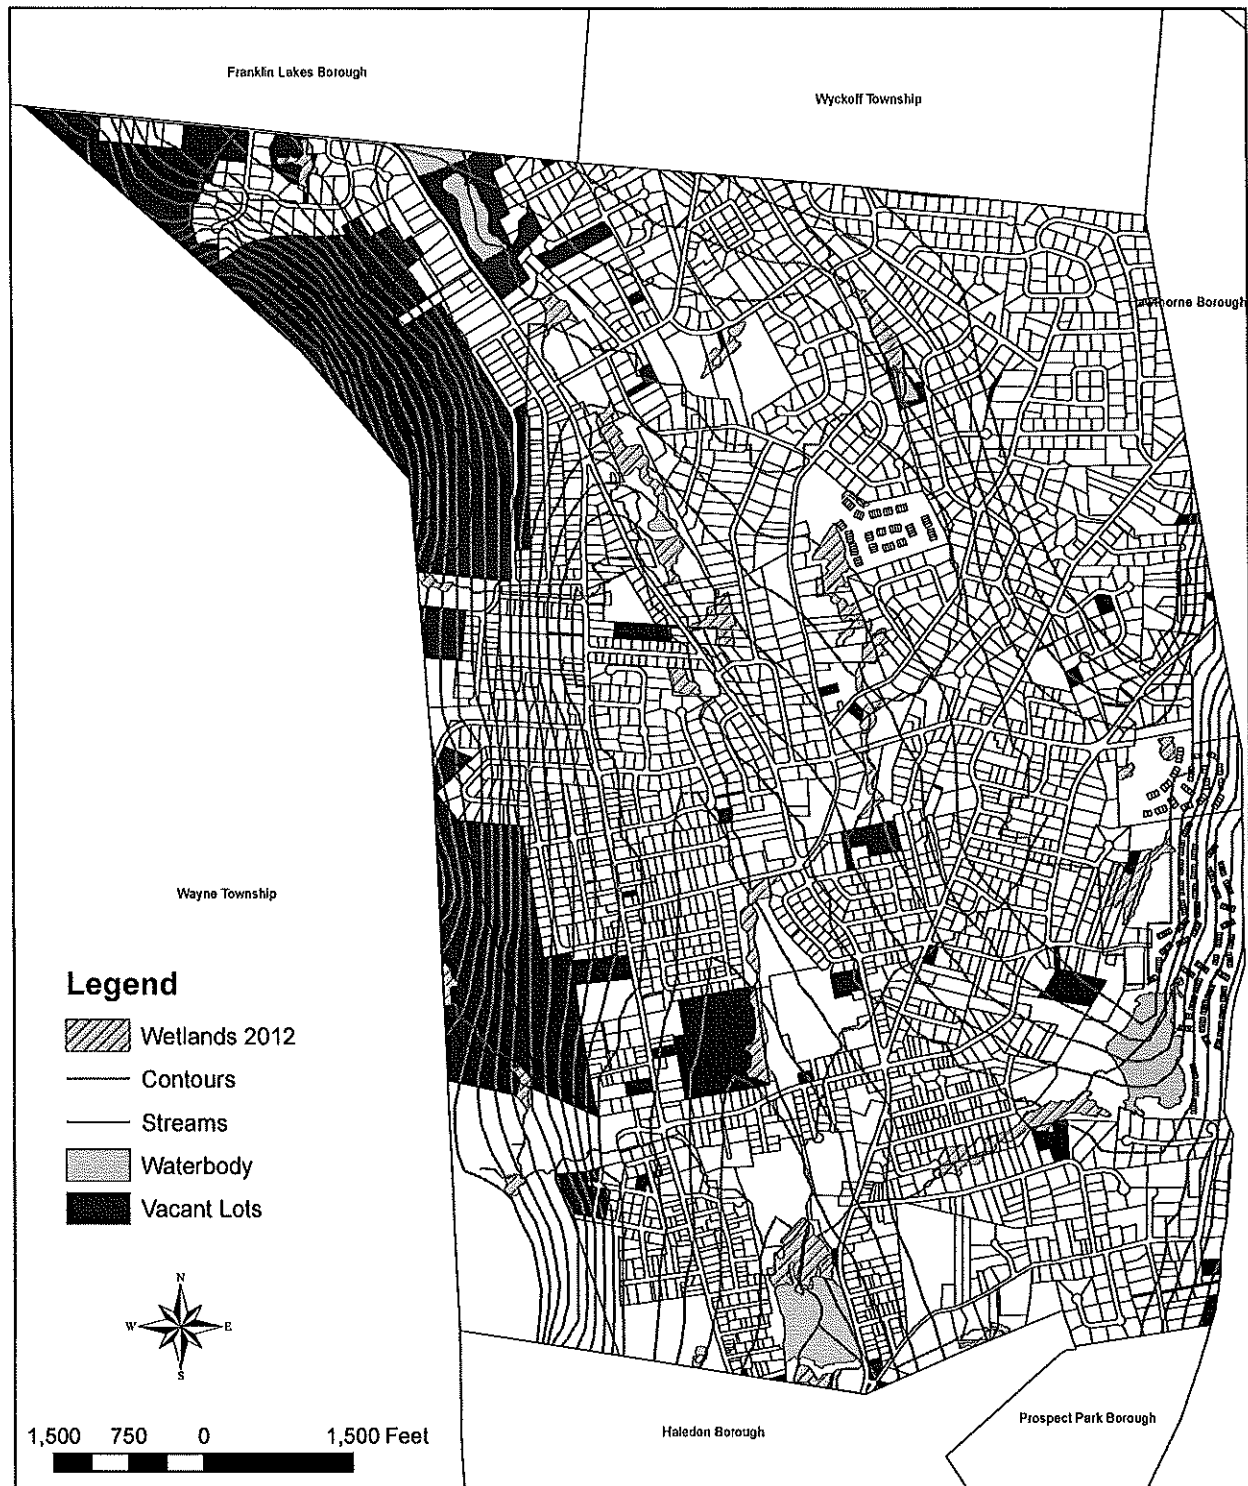 Franklin Lakes Borough
Wyckoff Township
awthorne Borough
Wayne Township
Legend
Wetlands 2012
Contours
Streams
Waterbody
Vacant Lots
N
W E
S
1,500 750 0 1,500 Feet
Haledon Borough
Prospect Park Borough